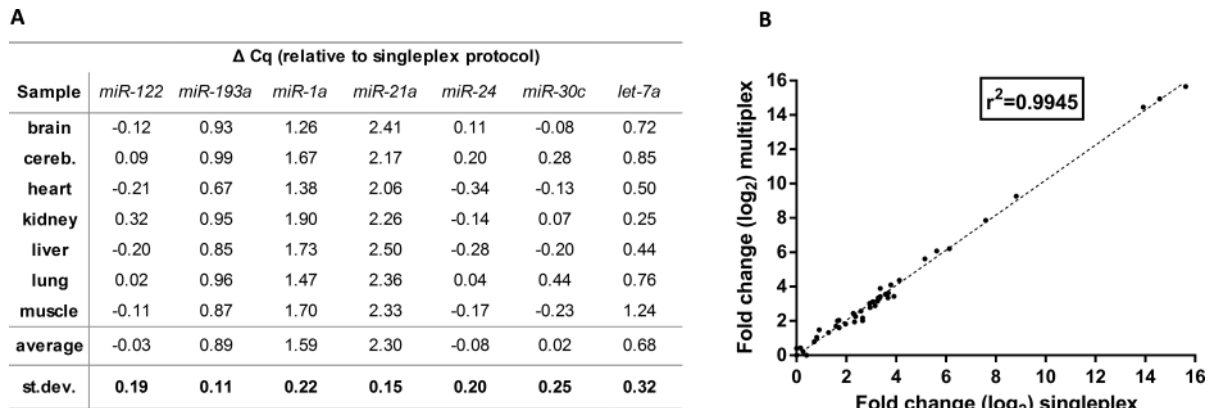 A
Δ Cq (relative to singleplex protocol)
Sample miR-122 miR-193a miR-1a miR-21a miR-24 miR-30c let-7a
brain -0.12 0.93 1.26 2.41 0.11 -0.08 0.72
cereb. 0.09 0.99 1.67 2.17 0.20 0.28 0.85
heart -0.21 0.67 1.38 2.06 -0.34 -0.13 0.50
kidney 0.32 0.95 1.90 2.26 -0.14 0.07 0.25
liver -0.20 0.85 1.73 2.50 -0.28 -0.20 0.44
lung 0.02 0.96 1.47 2.36 0.04 0.44 0.76
muscle -0.11 0.87 1.70 2.33 -0.17 -0.23 1.24
average -0.03 0.89 1.59 2.30 -0.08 0.02 0.68
st.dev. 0.19 0.11 0.22 0.15 0.20 0.25 0.32
B
Fold change (log2) multiplex
16
14
12
10
8
6
4
2
0
r²=0.9945
0 2 4 6 8 10 12 14 16
Fold change (log2) singleplex